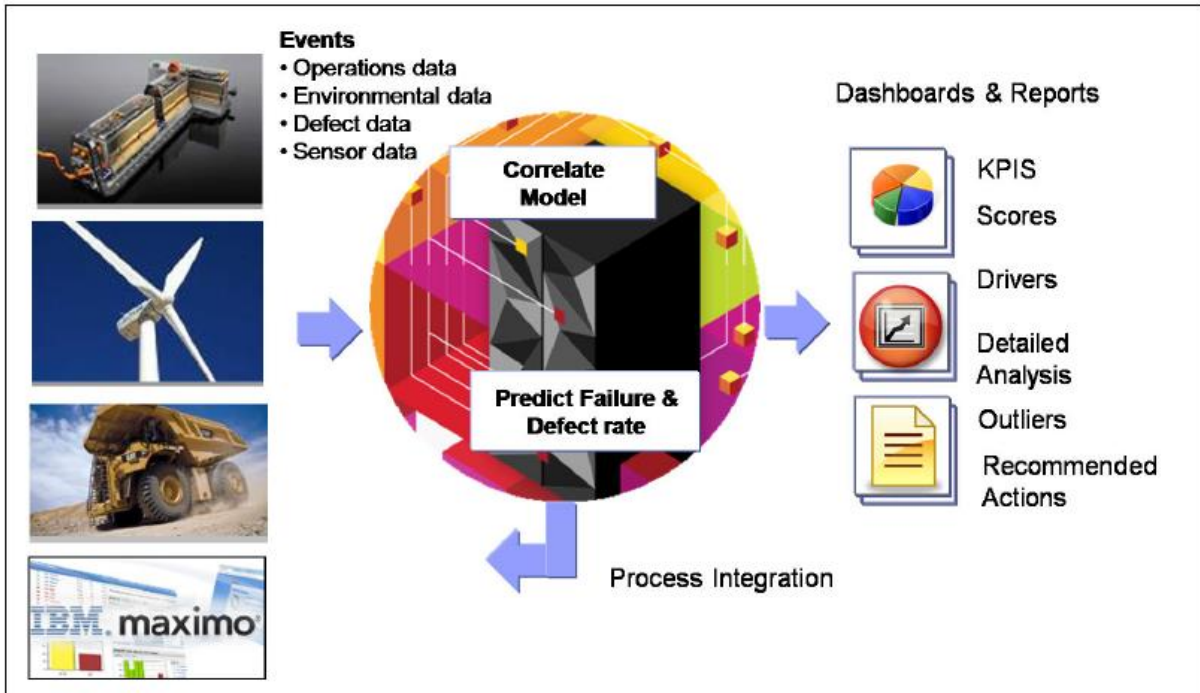 Events
• Operations data
• Environmental data
• Defect data
• Sensor data
Correlate
Model
Predict Failure &
Defect rate
Process Integration
Dashboards & Reports
KPIS
Scores
Drivers
Detailed
Analysis
Outliers
Recommended
Actions
CAT
IBM. maximo®